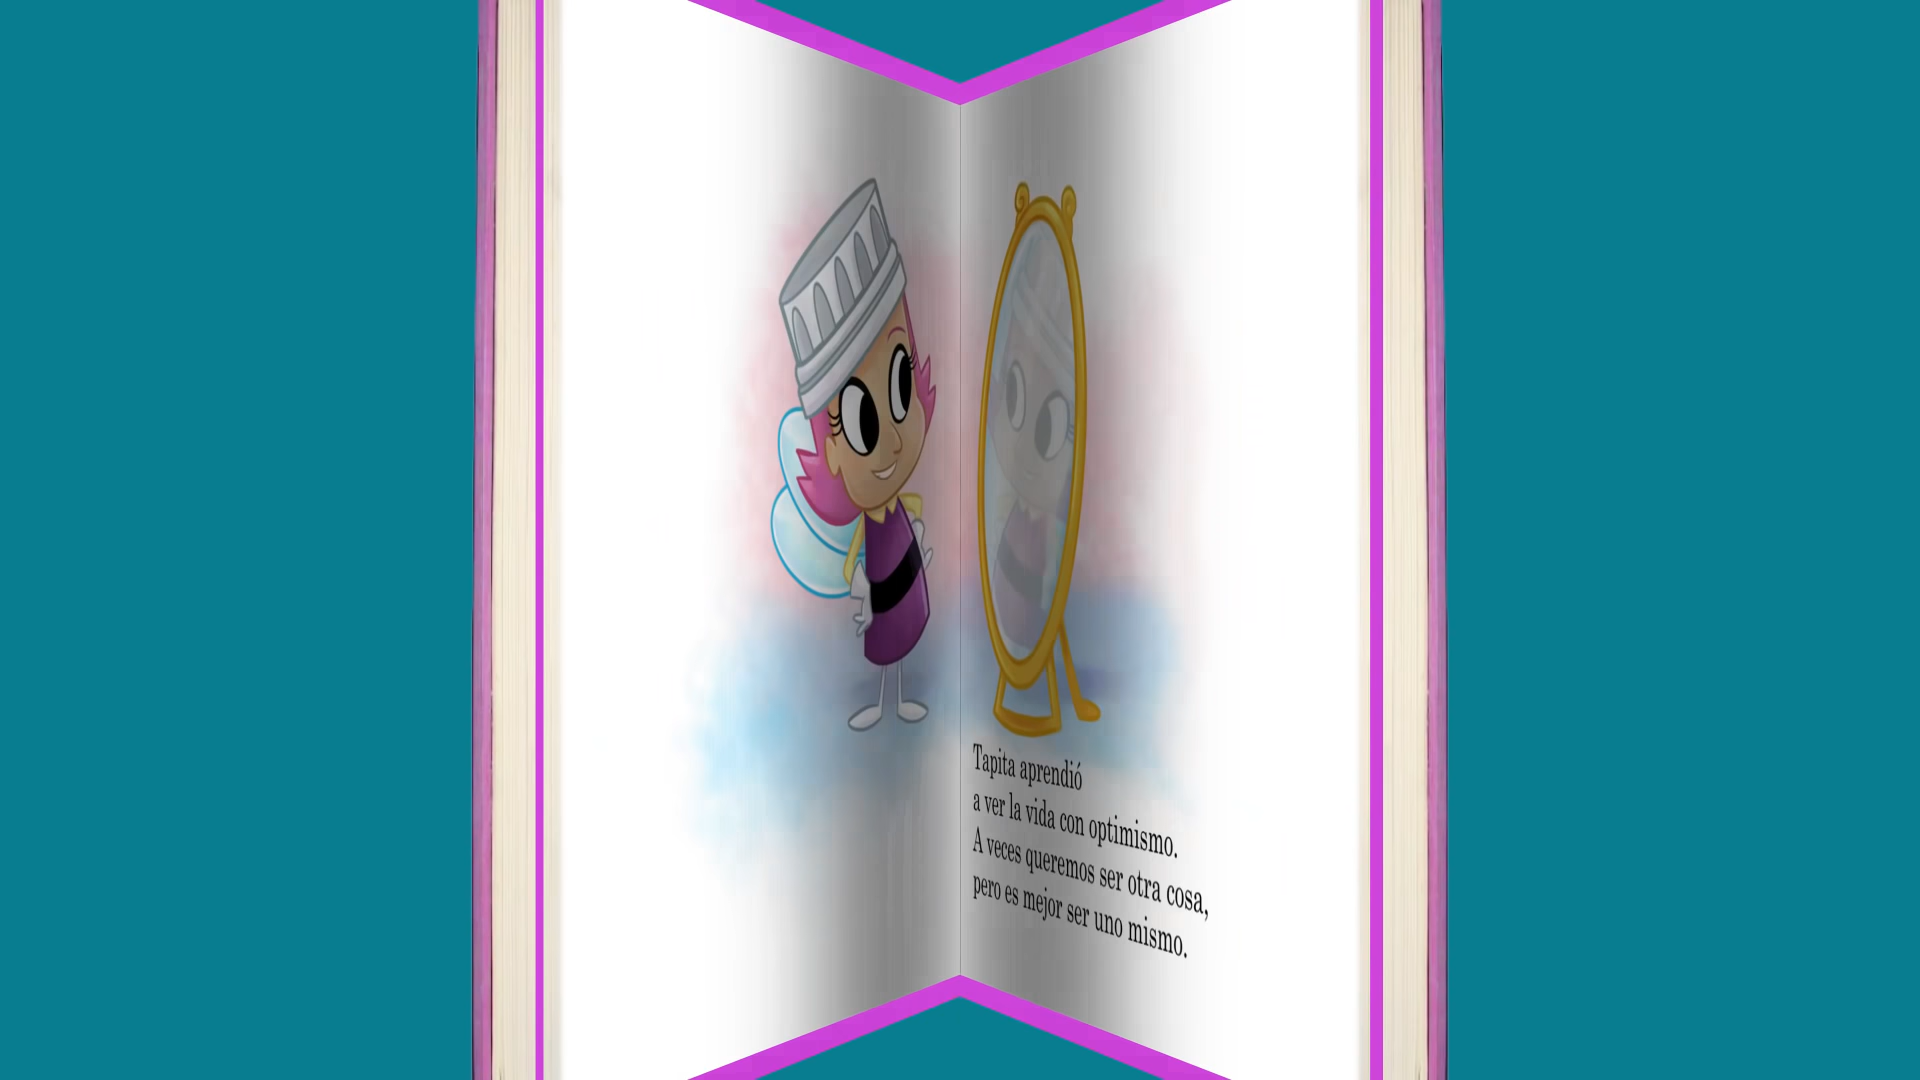 Tapita aprendió
a ver la vida con optimismo.
A veces queremos ser otra cosa,
pero es mejor ser uno mismo.